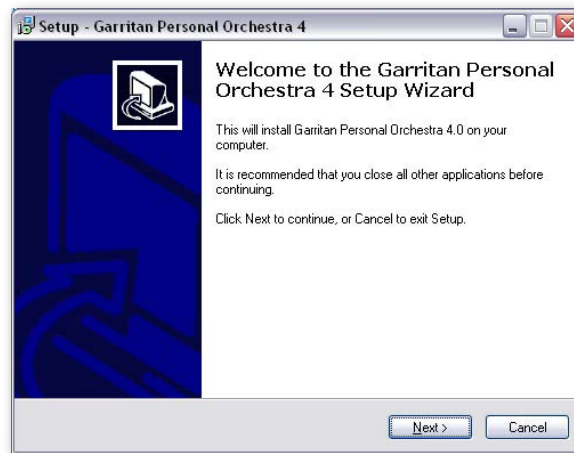 Setup - Garritan Personal Orchestra 4
Welcome to the Garritan Personal
Orchestra 4 Setup Wizard
This will install Garritan Personal Orchestra 4.0 on your
computer.
It is recommended that you close all other applications before
continuing.
Click Next to continue, or Cancel to exit Setup.
Next >
Cancel